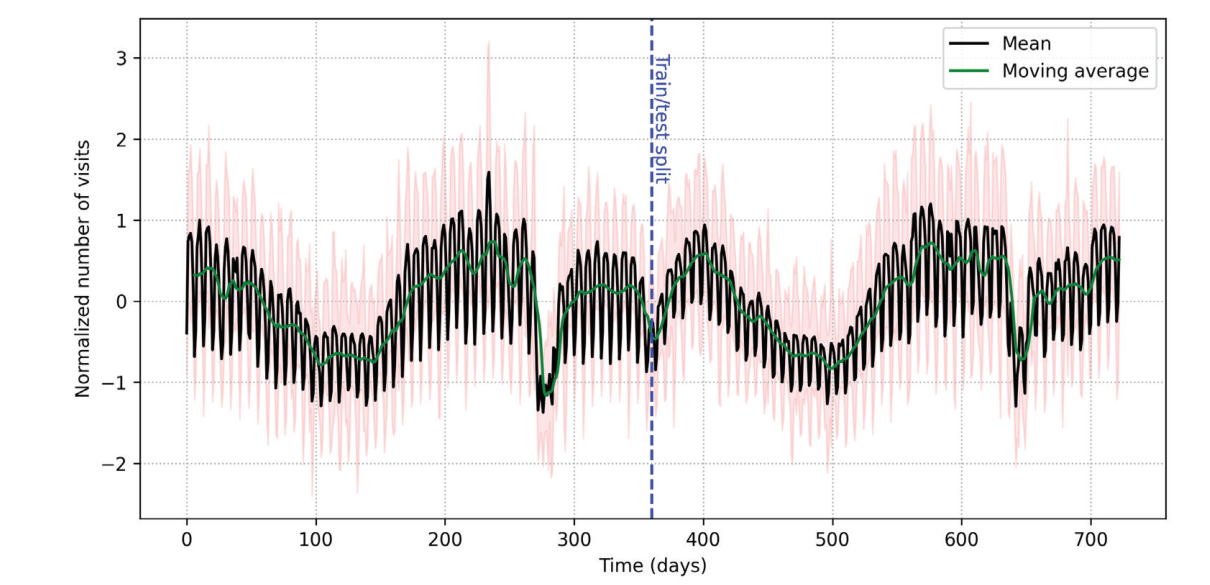 Mean
Moving average
Train/test split
Normalized number of visits
3
2
1
0
−1
−2
0
100
200
300
400
500
600
700
Time (days)